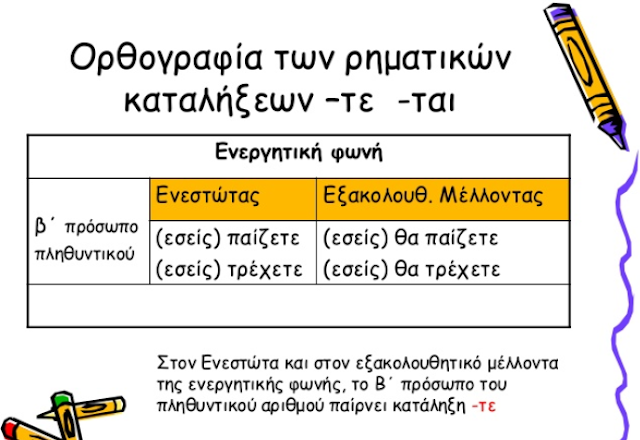 Ορθογραφία των ρηματικών
καταλήξεων –τε -ται
Ενεργητική φωνή
β΄ πρόσωπο
πληθυντικού
Ενεστώτας
Εξακολουθ. Μέλλοντας
(εσείς) παίζετε
(εσείς) θα παίζετε
(εσείς) τρέχετε
(εσείς) θα τρέχετε
Στον Ενεστώτα και στον εξακολουθητικό μέλλοντα
της ενεργητικής φωνής, το Β΄ πρόσωπο του
πληθυντικού αριθμού παίρνει κατάληξη -τε